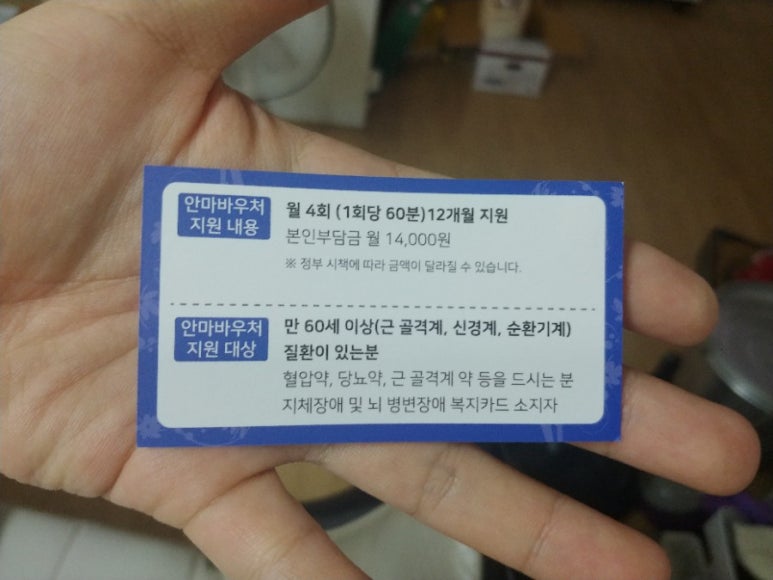 안마바우처
지원 내용
월 4회 (1회당 60분)12개월 지원
본인부담금 월 14,000원
※ 정부 시책에 따라 금액이 달라질 수 있습니다.
안마바우처
지원 대상
만 60세 이상(근 골격계, 신경계, 순환기계)
질환이 있는분
혈압약, 당뇨약, 근 골격계 약 등을 드시는 분
지체장애 및 뇌 병변장애 복지카드 소지자